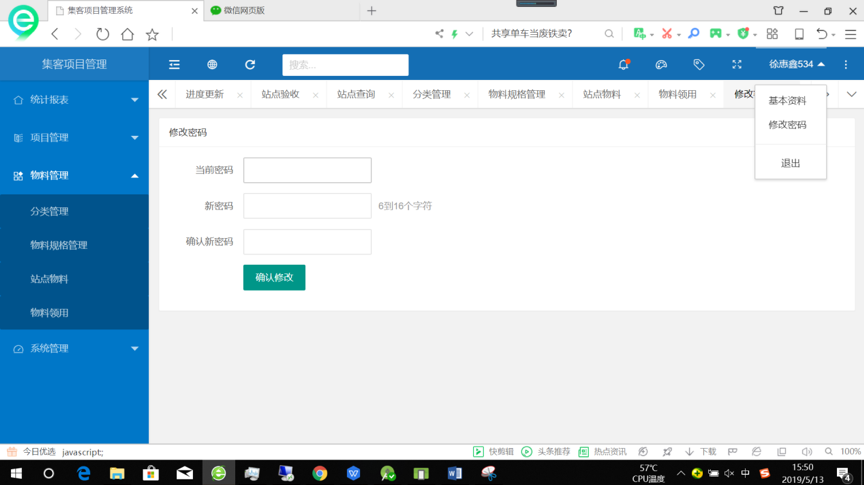 集客项目管理系统
微信网页版
共享单车当废铁卖?
集客项目管理
搜索...
徐惠鑫534
统计报表
项目管理
物料管理
分类管理
物料规格管理
站点物料
物料领用
系统管理
进度更新
站点验收
站点查询
分类管理
物料规格管理
站点物料
物料领用
基本资料
修改密码
退出
修改密码
当前密码
新密码
6到16个字符
确认新密码
确认修改
今日优选
javascript:;
快剪辑
头条推荐
热点资讯
下载
100%
57℃
CPU温度
中
15:50
2019/5/13
4